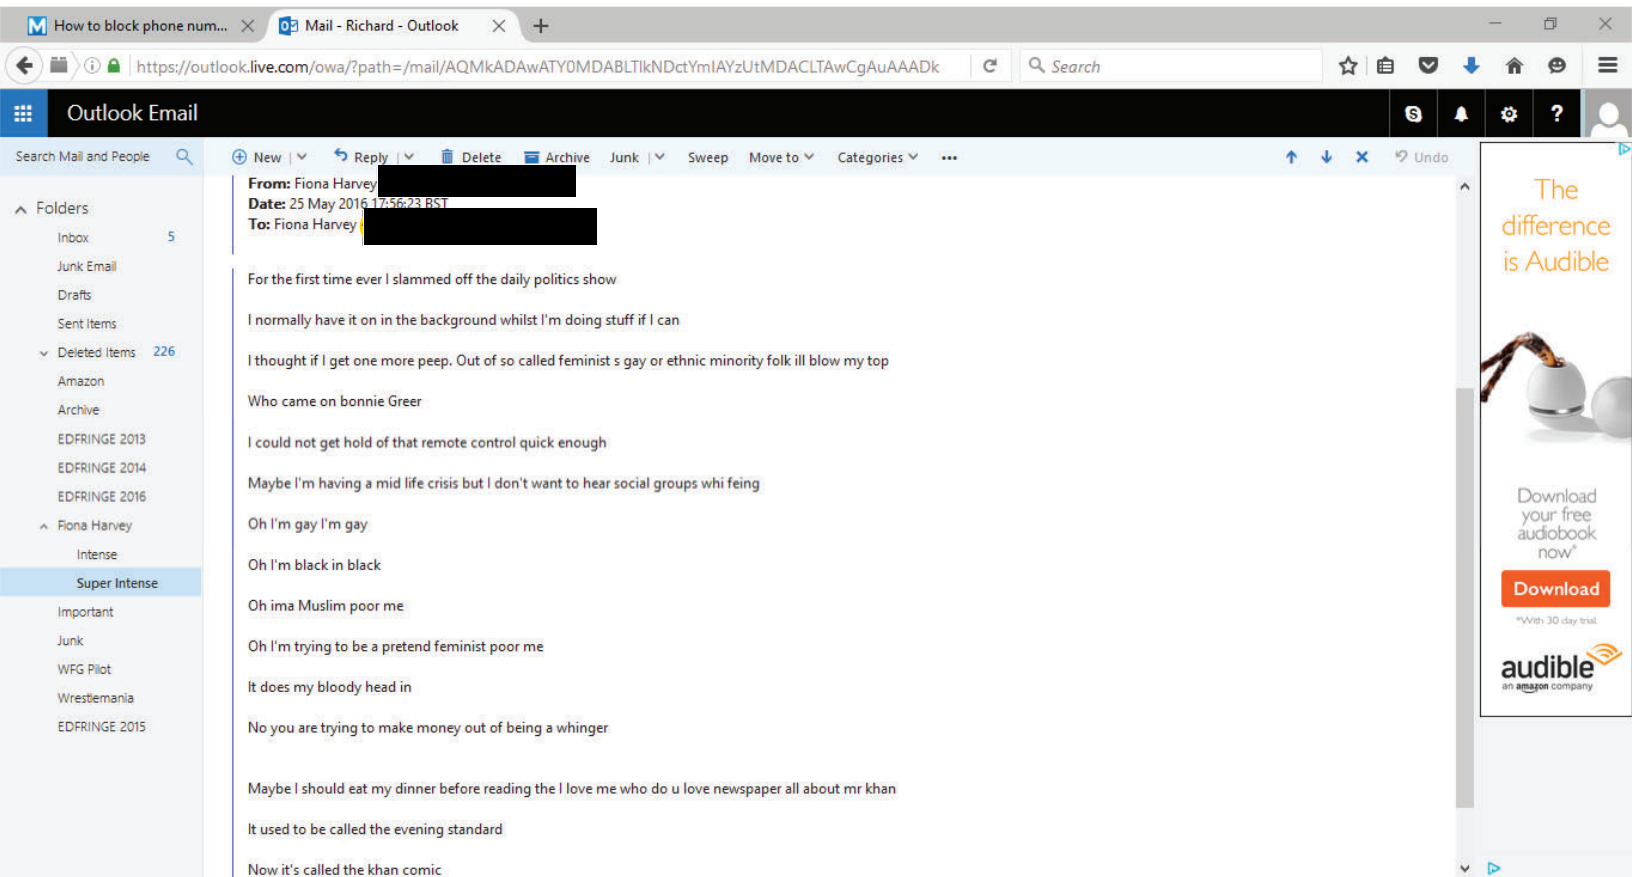 How to block phone num...
Mail - Richard - Outlook
https://outlook.live.com/owa/?path=/mail/AQMkADAwATY0MDABLTlkNDctYmIAYzUtMDACLTAwCgAuAAADk
Search
Outlook Email
Search Mail and People
New
Reply
Delete
Archive
Junk
Sweep
Move to
Categories
Undo
Folders
Inbox 5
Junk Email
Drafts
Sent Items
Deleted Items 226
Amazon
Archive
EDFRINGE 2013
EDFRINGE 2014
EDFRINGE 2016
Fiona Harvey
Intense
Super Intense
Important
Junk
WFG Pilot
Wrestlemania
EDFRINGE 2015
From: Fiona Harvey
Date: 25 May 2016 17:56:23 BST
To: Fiona Harvey
For the first time ever I slammed off the daily politics show
I normally have it on in the background whilst I'm doing stuff if I can
I thought if I get one more peep. Out of so called feminist s gay or ethnic minority folk ill blow my top
Who came on bonnie Greer
I could not get hold of that remote control quick enough
Maybe I'm having a mid life crisis but I don't want to hear social groups whi feing
Oh I'm gay I'm gay
Oh I'm black in black
Oh ima Muslim poor me
Oh I'm trying to be a pretend feminist poor me
It does my bloody head in
No you are trying to make money out of being a whinger
Maybe I should eat my dinner before reading the I love me who do u love newspaper all about mr khan
It used to be called the evening standard
Now it's called the khan comic
The
difference
is Audible
Download
your free
audiobook
now*
Download
*With 30 day trial
audible
an amazon company